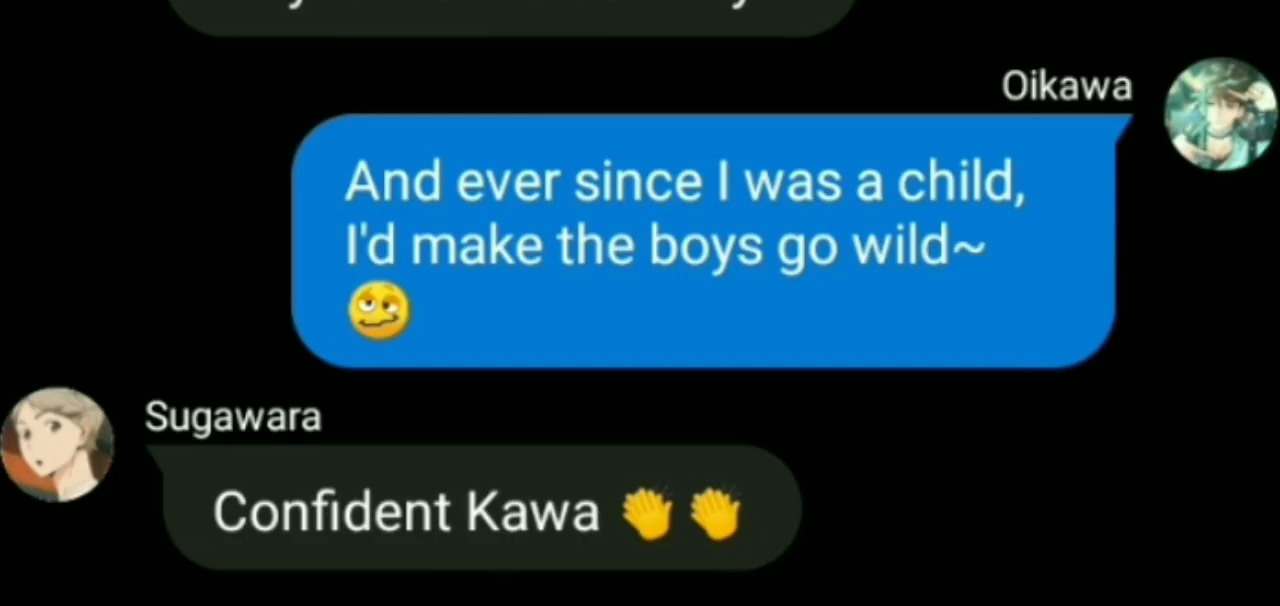 Oikawa
And ever since I was a child,
I'd make the boys go wild~
🥴
Sugawara
Confident Kawa 👏 👏